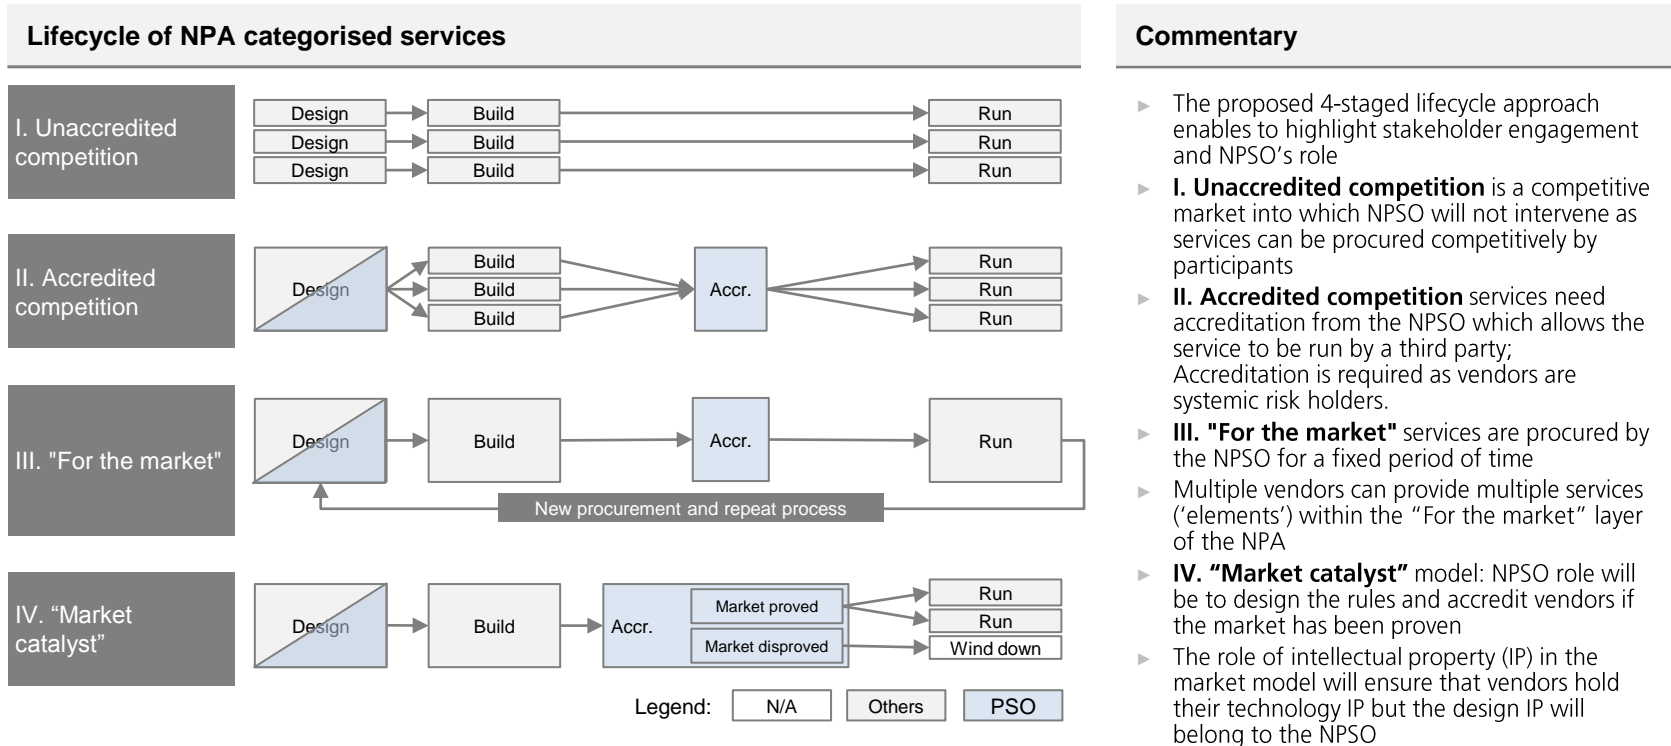 Lifecycle of NPA categorised services
I. Unaccredited
competition
Design
Build
Run
Design
Build
Run
Design
Build
Run
II. Accredited
competition
Design
Build
Build
Build
Accr.
Run
Run
Run
III. "For the market"
Design
Build
Accr.
Run
New procurement and repeat process
IV. “Market
catalyst”
Design
Build
Accr.
Market proved
Market disproved
Run
Run
Wind down
Legend:
N/A
Others
PSO
Commentary
► The proposed 4-staged lifecycle approach
enables to highlight stakeholder engagement
and NPSO’s role
► I. Unaccredited competition is a competitive
market into which NPSO will not intervene as
services can be procured competitively by
participants
► II. Accredited competition services need
accreditation from the NPSO which allows the
service to be run by a third party;
Accreditation is required as vendors are
systemic risk holders.
► III. "For the market" services are procured by
the NPSO for a fixed period of time
► Multiple vendors can provide multiple services
(‘elements’) within the “For the market” layer
of the NPA
► IV. “Market catalyst” model: NPSO role will
be to design the rules and accredit vendors if
the market has been proven
► The role of intellectual property (IP) in the
market model will ensure that vendors hold
their technology IP but the design IP will
belong to the NPSO